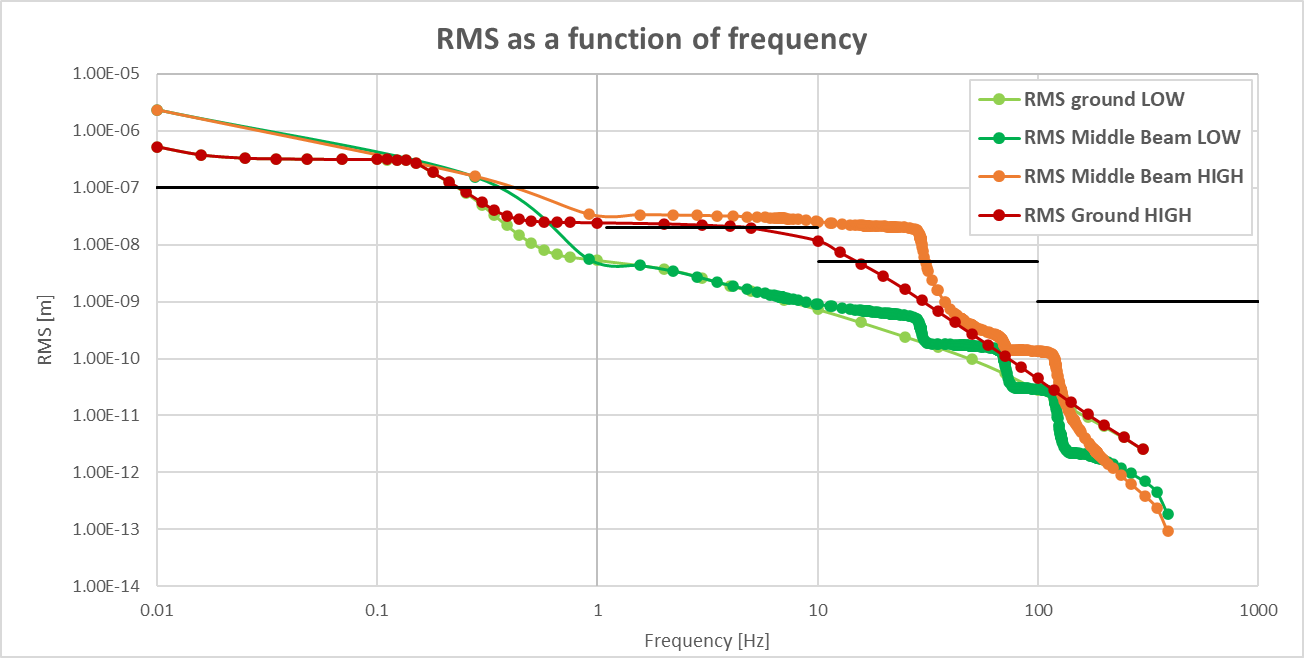 RMS as a function of frequency
1.00E-05
1.00E-06
1.00E-07
1.00E-08
1.00E-09
1.00E-10
1.00E-11
1.00E-12
1.00E-13
1.00E-14
RMS [m]
RMS ground LOW
RMS Middle Beam LOW
RMS Middle Beam HIGH
RMS Ground HIGH
0.01 0.1 1 10 100 1000
Frequency [Hz]